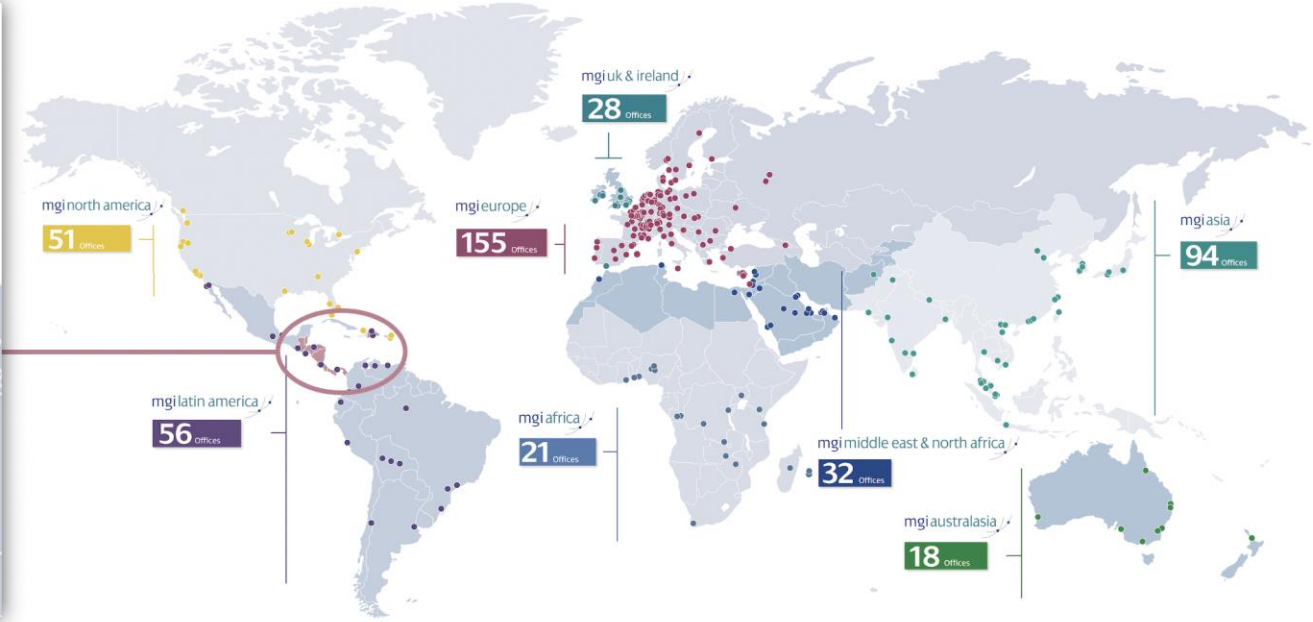 mgi uk & ireland
28 Offices
mgi north america
51 Offices
mgi europe
155 Offices
mgi asia
94 Offices
mgi latin america
56 Offices
mgi africa
21 Offices
mgi middle east & north africa
32 Offices
mgi australasia
18 Offices